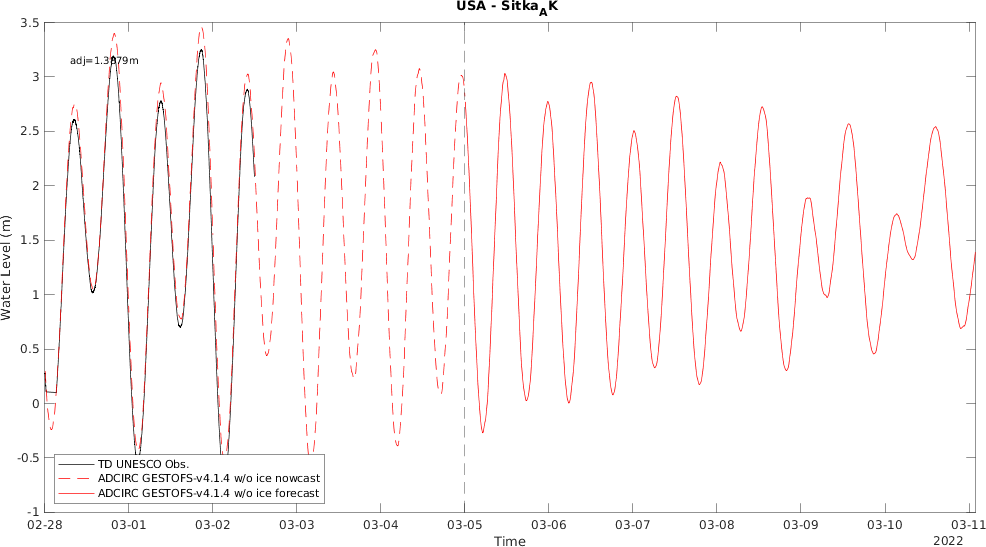 USA - Sitka_AK
adj=1.3979m
3.5
3
2.5
2
1.5
1
0.5
0
-0.5
-1
Water Level (m)
TD UNESCO Obs.
ADCIRC GESTOFS-v4.1.4 w/o ice nowcast
ADCIRC GESTOFS-v4.1.4 w/o ice forecast
02-28 03-01 03-02 03-03 03-04 03-05 03-06 03-07 03-08 03-09 03-10 03-11
Time
2022